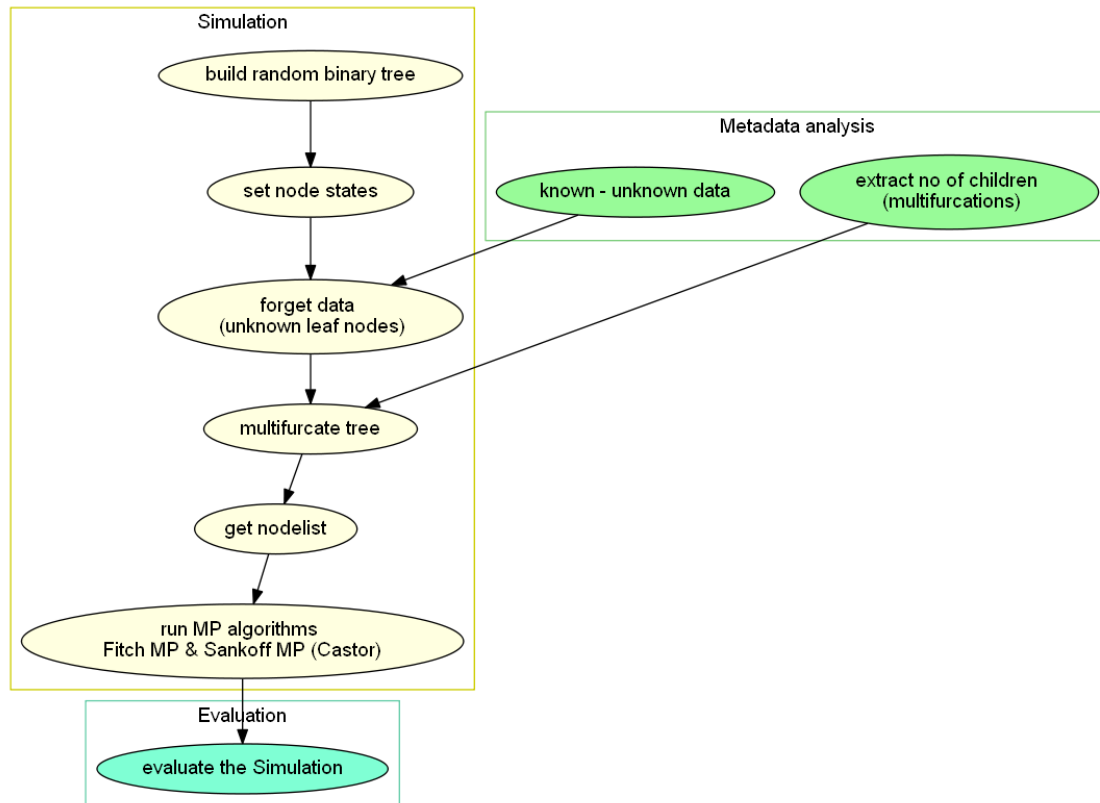 Simulation
build random binary tree
set node states
Metadata analysis
known - unknown data
extract no of children
(multifurcations)
forget data
(unknown leaf nodes)
multifurcate tree
get nodelist
run MP algorithms
Fitch MP & Sankoff MP (Castor)
Evaluation
evaluate the Simulation